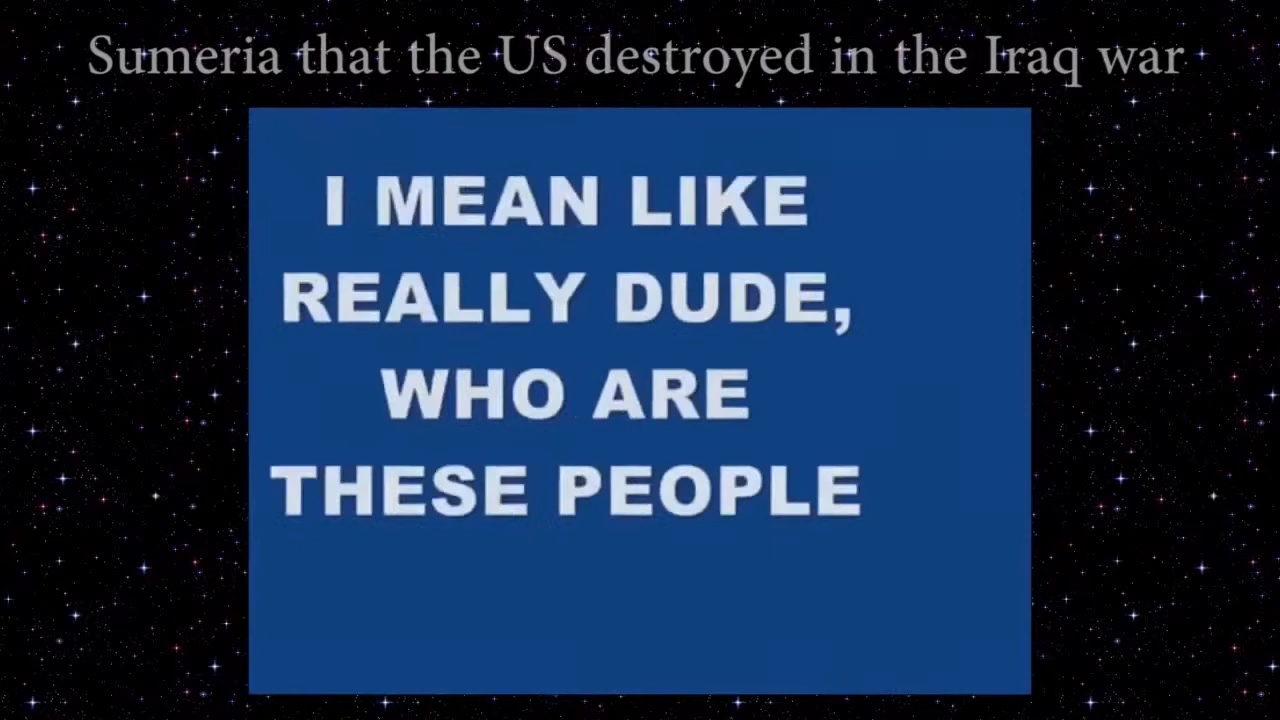 Sumeria that the US destroyed in the Iraq war
I MEAN LIKE
REALLY DUDE,
WHO ARE
THESE PEOPLE